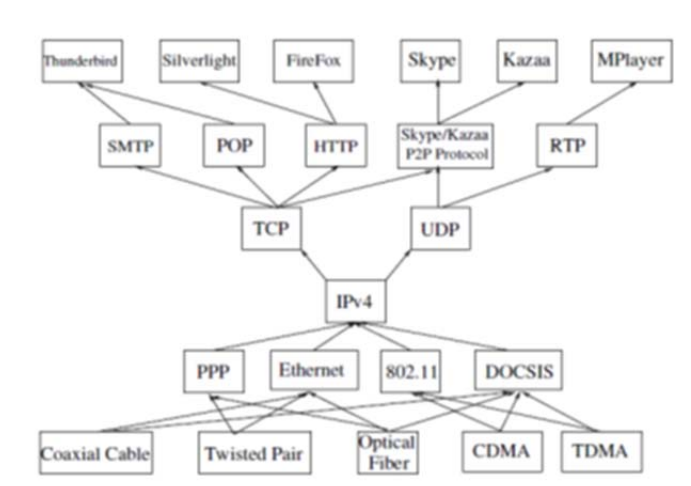 Thunderbird
Silverlight
FireFox
Skype
Kazaa
MPlayer
SMTP
POP
HTTP
Skype/Kazaa
P2P Protocol
RTP
TCP
UDP
IPv4
PPP
Ethernet
802.11
DOCSIS
Coaxial Cable
Twisted Pair
Optical
Fiber
CDMA
TDMA